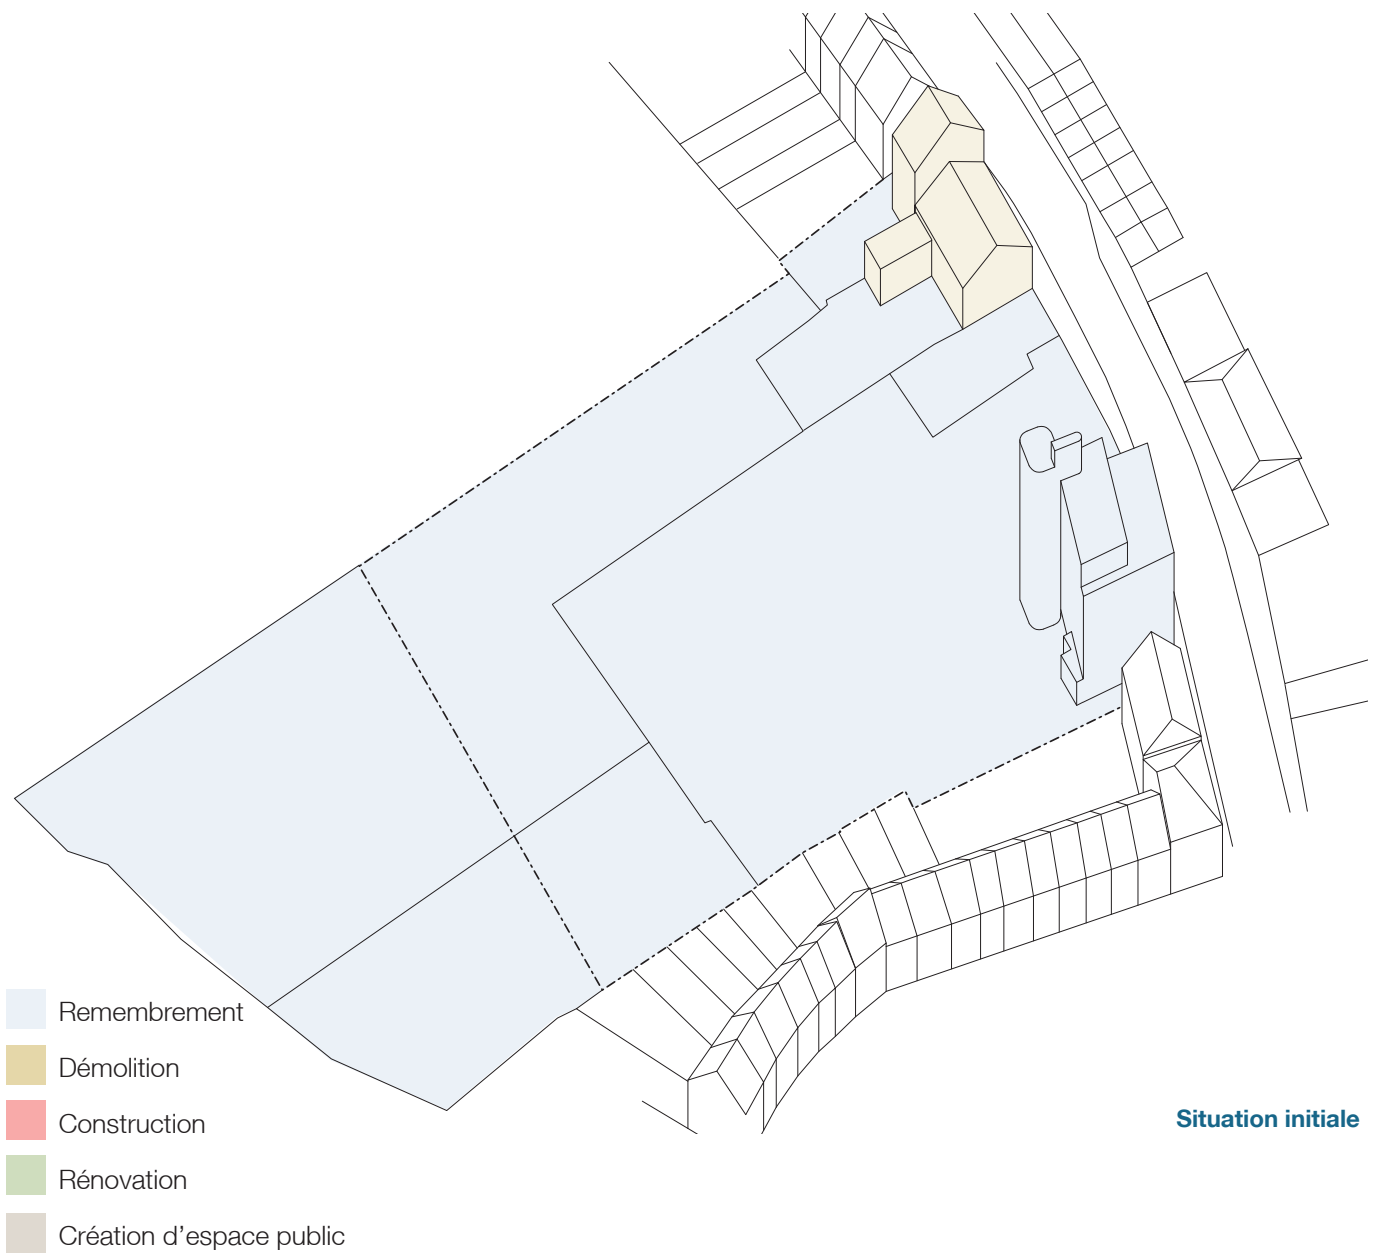 Remembrement
Démolition
Construction
Rénovation
Création d'espace public
Situation initiale